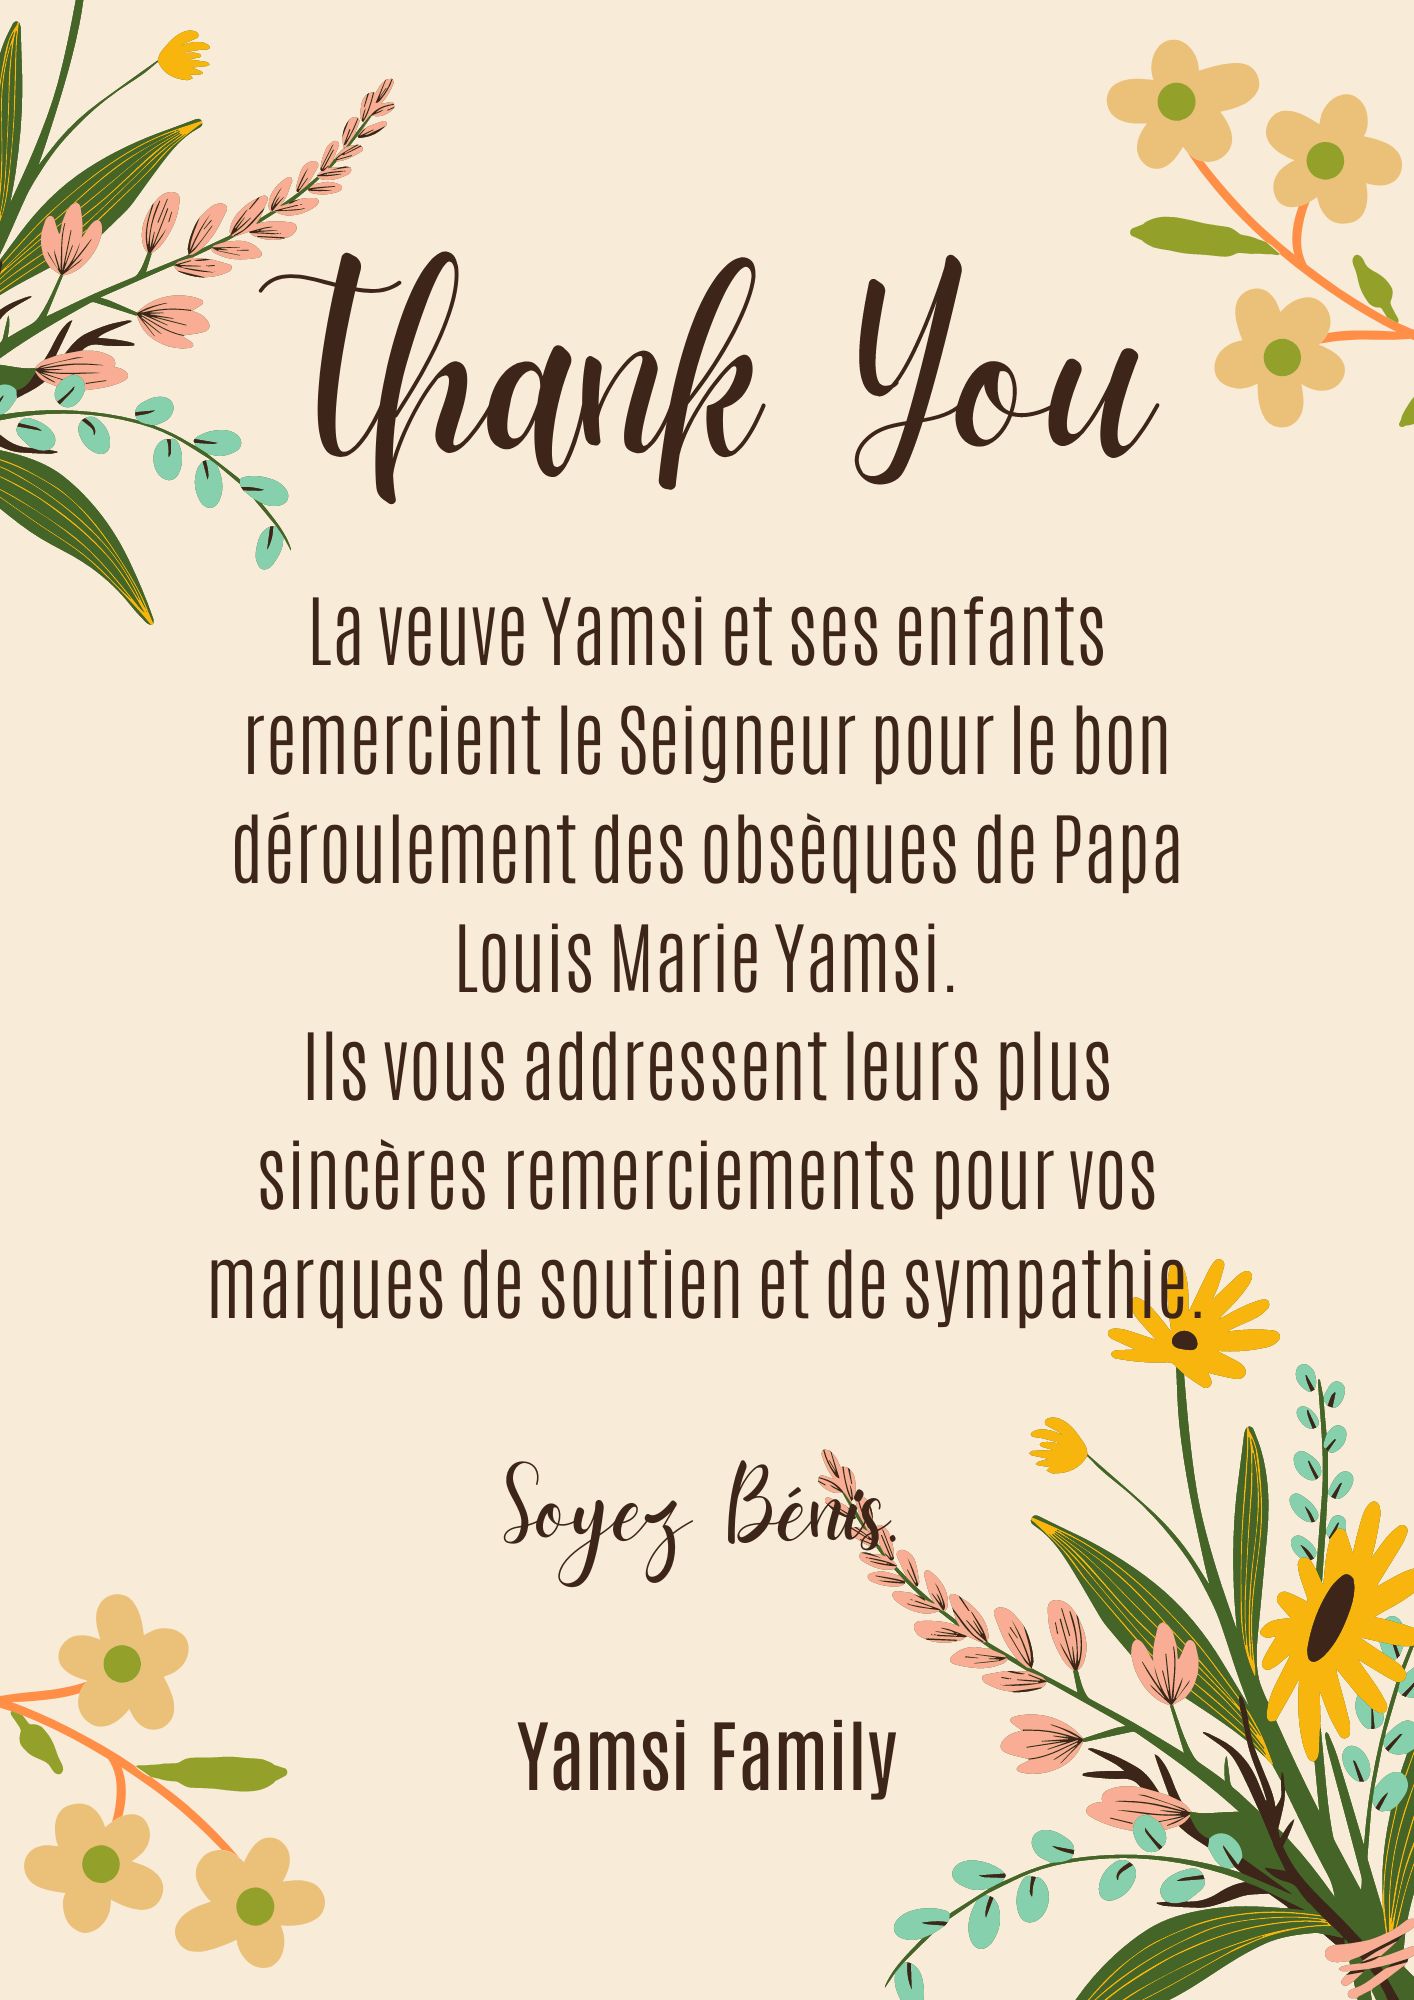 Thank You
La veuve Yamsi et ses enfants
remercient le Seigneur pour le bon
déroulement des obsèques de Papa
Louis Marie Yamsi.
Ils vous addressent leurs plus
sincères remerciements pour vos
marques de soutien et de sympathie.
Soyez Bénis.
Yamsi Family